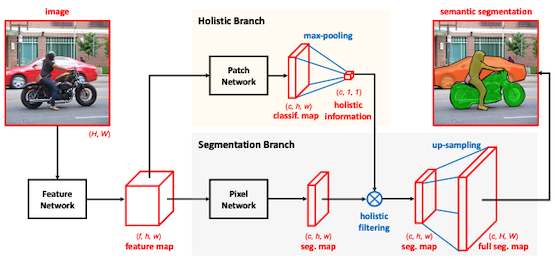 image
(H, W)
Feature
Network
(f, h, w)
feature map
Holistic Branch
Patch
Network
max-pooling
(c, h, w)
classif. map
(c, 1, 1)
holistic
information
Segmentation Branch
Pixel
Network
(c, h, w)
seg. map
holistic
filtering
up-sampling
(c, h, w)
seg. map
(c, H, W)
full seg. map
semantic segmentation